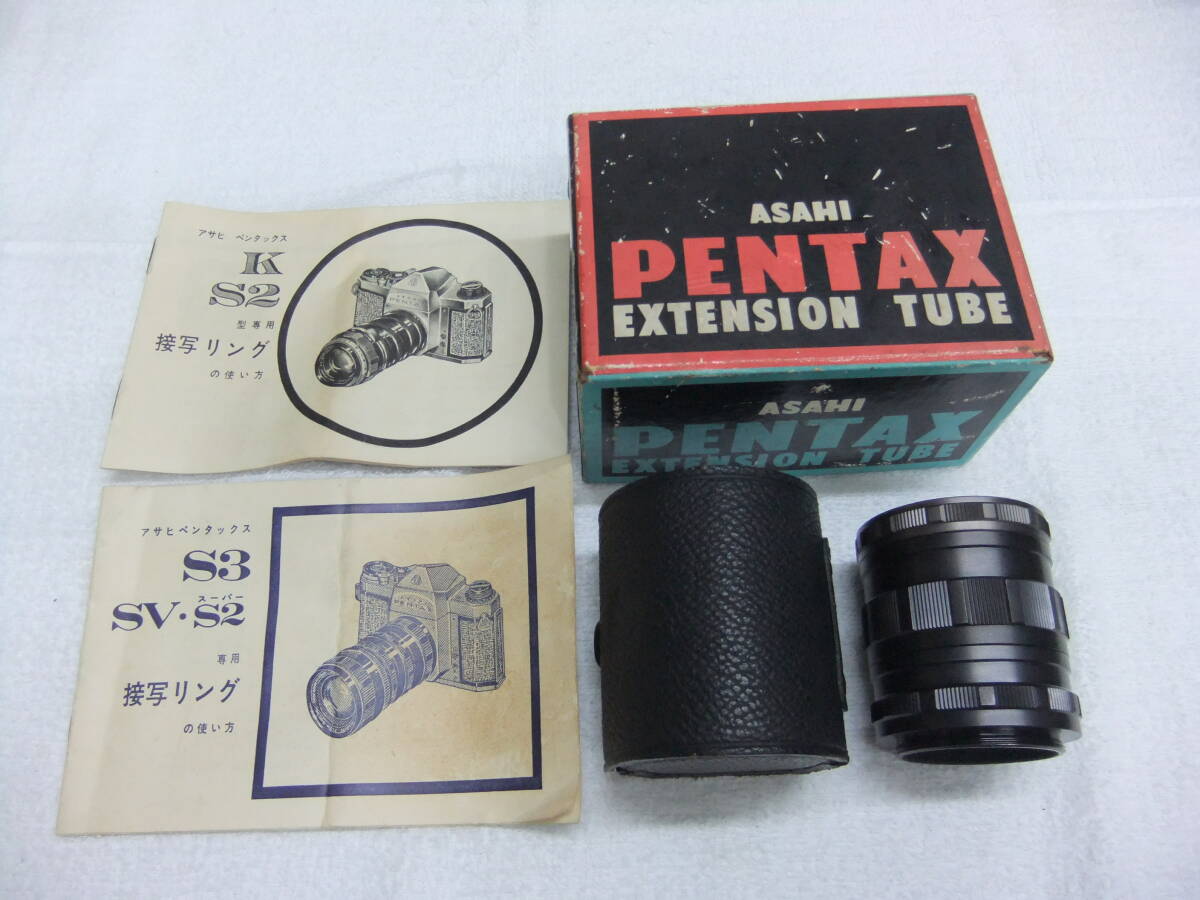 アサヒ ペンタックス
K
S2
型専用
接写リング
の使い方
ASAHI
PENTAX
EXTENSION TUBE
ASAHI
PENTAX
EXTENSION TUBE
アサヒペンタックス
S3
スーパー
SV・S2
専用
接写リング
の使い方
PENTAX